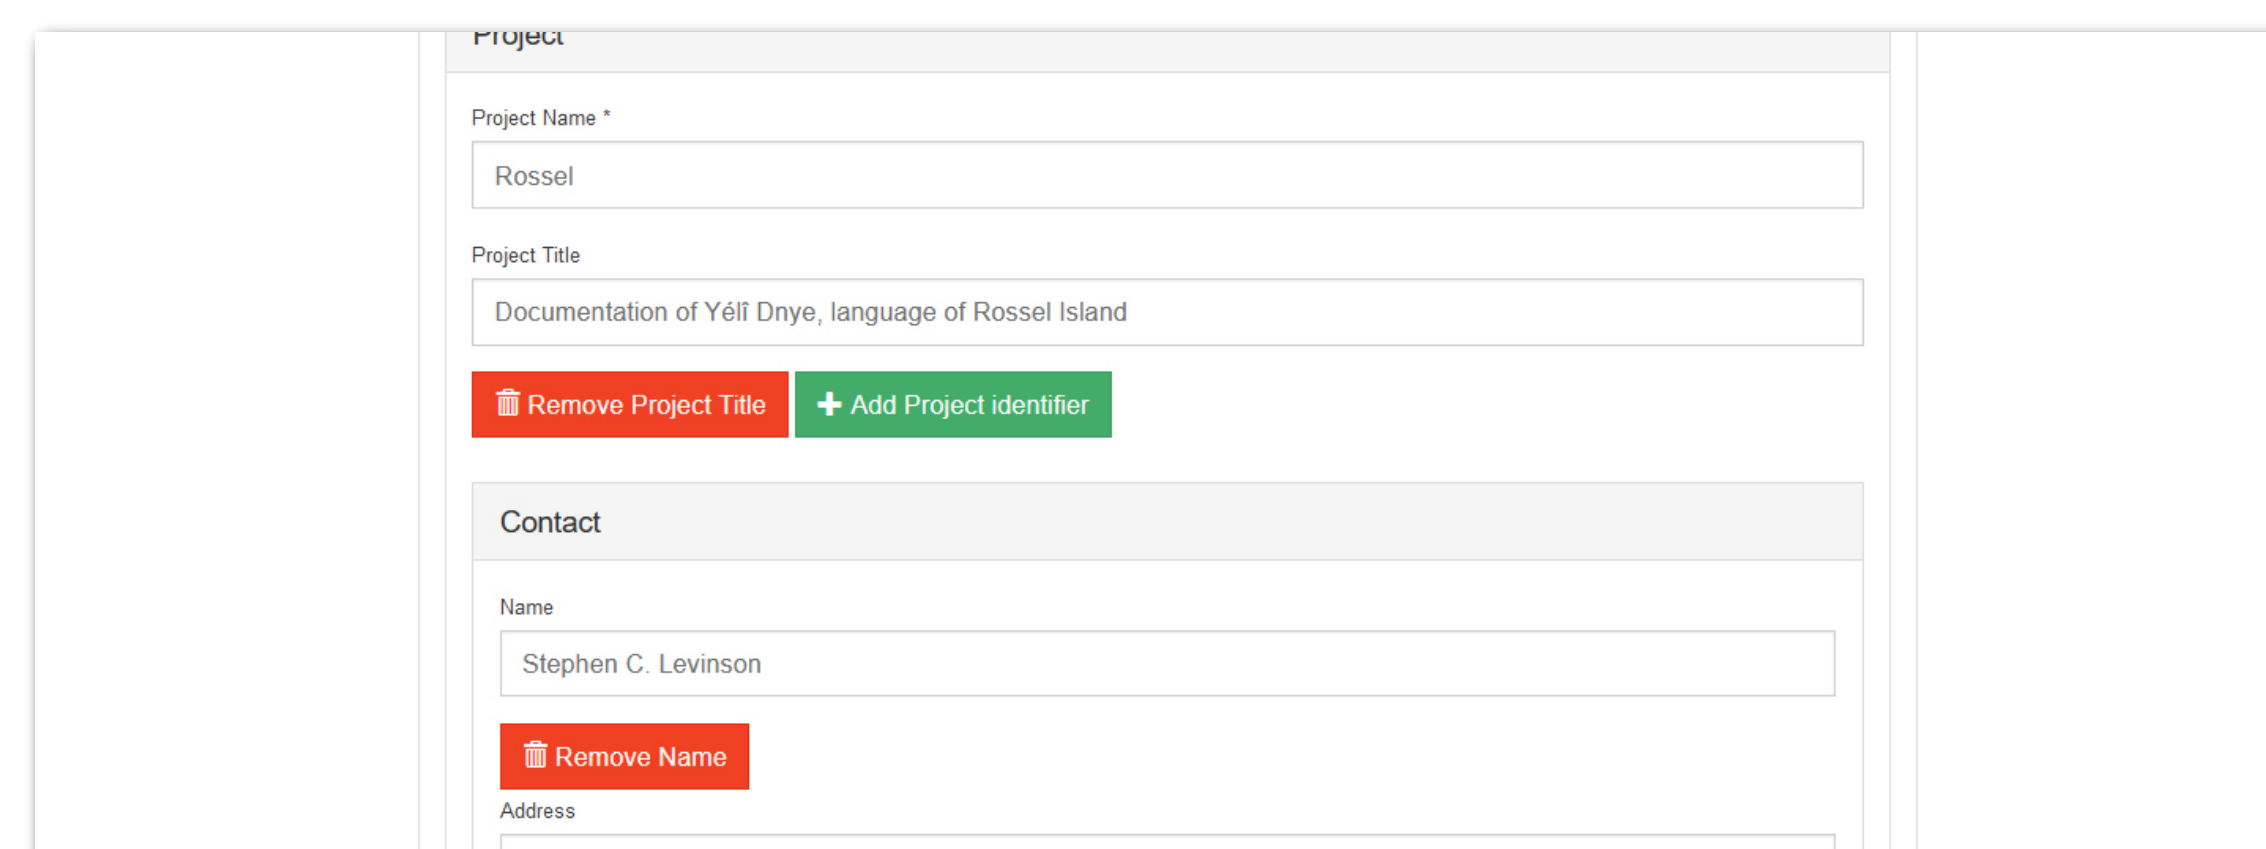 Project
Project Name *
Rossel
Project Title
Documentation of Yélî Dnye, language of Rossel Island
Remove Project Title
Add Project identifier
Contact
Name
Stephen C. Levinson
Remove Name
Address